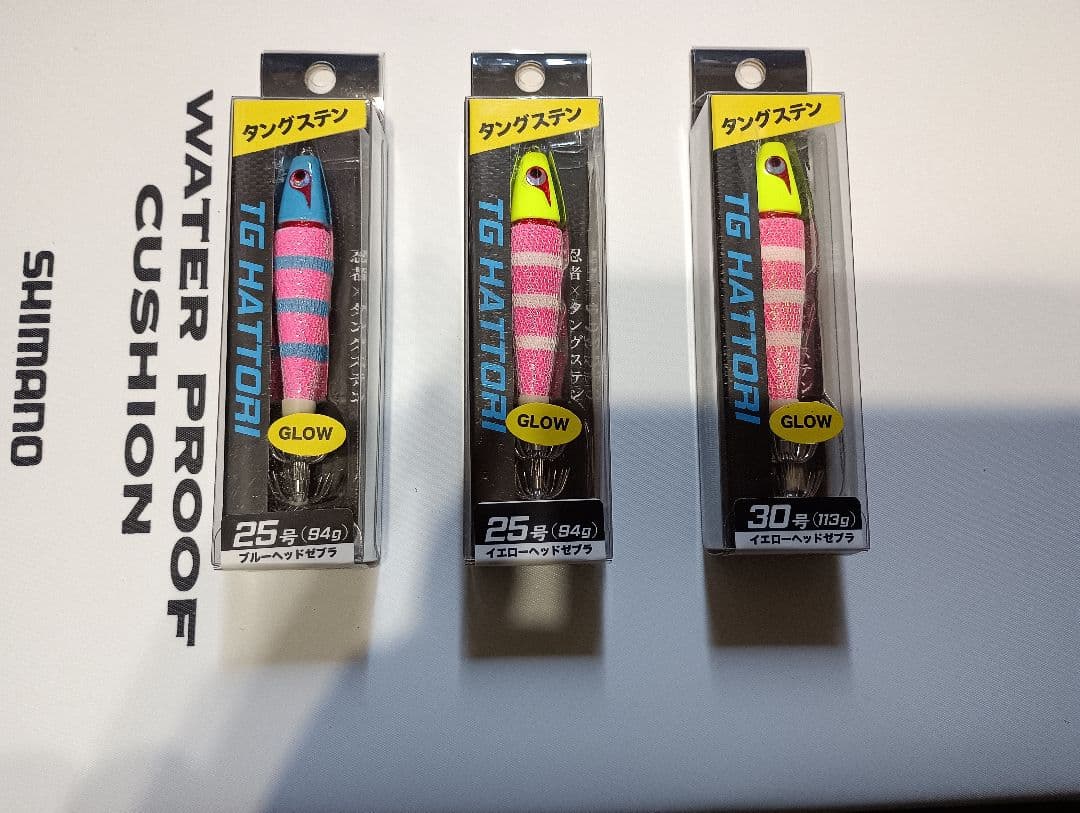 SHIMANO
WATER PROOF
CUSHION
タングステン
TG HATTORI
忍者×タングステン
GLOW
25号(94g)
ブルーヘッドゼブラ
タングステン
TG HATTORI
忍者×タングステン
GLOW
25号(94g)
イエローヘッドゼブラ
タングステン
TG HATTORI
ステン
GLOW
30号(113g)
イエローヘッドゼブラ